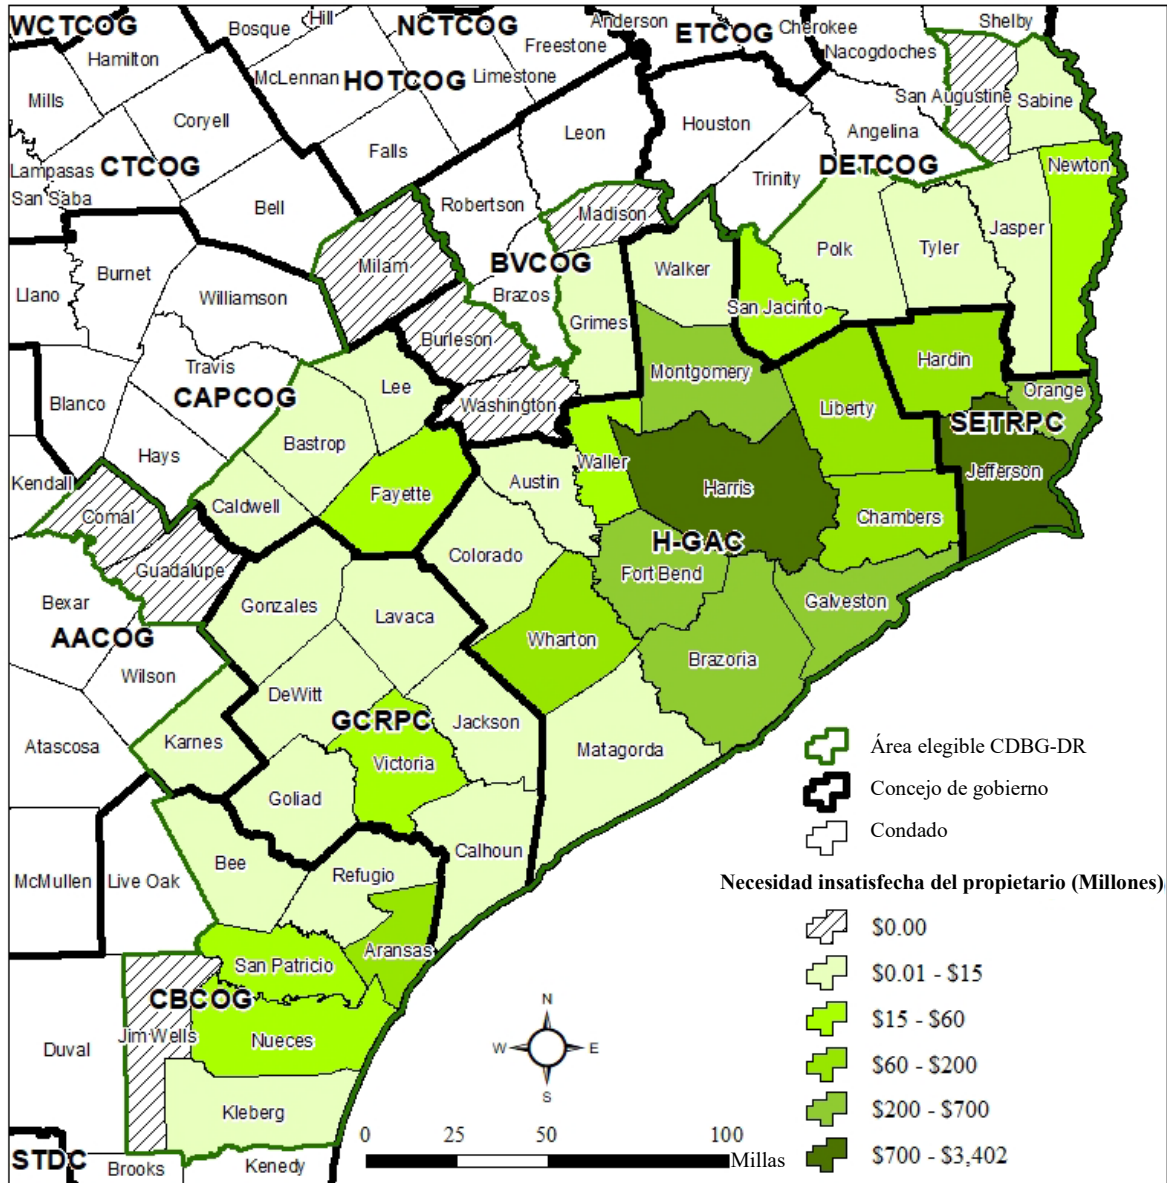 WCTCOG
Hill
Bosque
NCTCOG
Anderson
ETCOG
Cherokee
Shelby
Hamilton
Freestone
Nacogdoches
McLennan
HOTCOG
Limestone
Mills
San Augustine
Sabine
Coryell
Leon
Houston
Angelina
Falls
Lampasas
CTCOG
DETCOG
Newton
San Saba
Trinity
Bell
Robertson
Madison
Jasper
Polk
Tyler
Milam
BVCOG
Walker
Burnet
Llano
Williamson
Brazos
San Jacinto
Grimes
Burleson
Travis
Montgomery
Hardin
Lee
Orange
Blanco
CAPCOG
Washington
Liberty
SETRPC
Bastrop
Hays
Waller
Jefferson
Kendall
Austin
Harris
Fayette
Caldwell
Comal
Chambers
H-GAC
Colorado
Guadalupe
Fort Bend
Bexar
Gonzales
Lavaca
Galveston
AACOG
Wharton
Brazoria
Wilson
DeWitt
GCRPC
Jackson
Karnes
Atascosa
Matagorda
Victoria
Goliad
Calhoun
Bee
Refugio
McMullen
Live Oak
Aransas
San Patricio
CBCOG
Jim Wells
Nueces
Duval
Kleberg
STDC
Brooks
Kenedy
Área elegible CDBG-DR
Concejo de gobierno
Condado
Necesidad insatisfecha del propietario (Millones)
$0.00
$0.01 - $15
$15 - $60
$60 - $200
$200 - $700
$700 - $3,402
N
W E
S
0 25 50 100
Millas